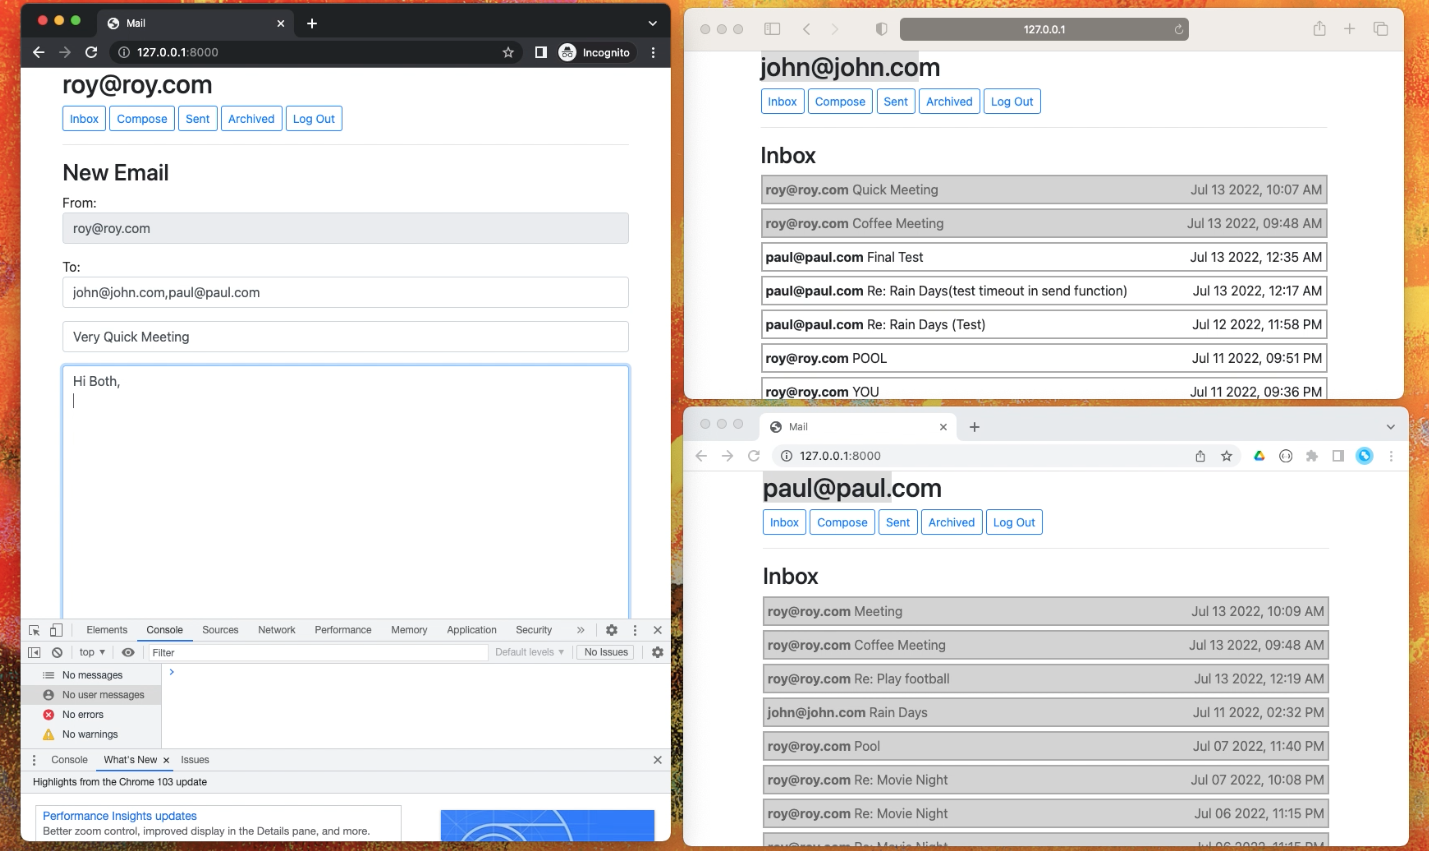 Mail
127.0.0.1:8000
Incognito
roy@roy.com
Inbox
Compose
Sent
Archived
Log Out
New Email
From:
roy@roy.com
To:
john@john.com,paul@paul.com
Very Quick Meeting
Hi Both,
Elements Console Sources Network Performance Memory Application Security
top Filter Default levels No Issues
No messages
No user messages
No errors
No warnings
Console What's New Issues
Highlights from the Chrome 103 update
Performance Insights updates
Better zoom control, improved display in the Details pane, and more.
127.0.0.1
john@john.com
Inbox
Compose
Sent
Archived
Log Out
Inbox
roy@roy.com Quick Meeting Jul 13 2022, 10:07 AM
roy@roy.com Coffee Meeting Jul 13 2022, 09:48 AM
paul@paul.com Final Test Jul 13 2022, 12:35 AM
paul@paul.com Re: Rain Days(test timeout in send function) Jul 13 2022, 12:17 AM
paul@paul.com Re: Rain Days (Test) Jul 12 2022, 11:58 PM
roy@roy.com POOL Jul 11 2022, 09:51 PM
roy@roy.com YOU Jul 11 2022, 09:36 PM
Mail
127.0.0.1:8000
paul@paul.com
Inbox
Compose
Sent
Archived
Log Out
Inbox
roy@roy.com Meeting Jul 13 2022, 10:09 AM
roy@roy.com Coffee Meeting Jul 13 2022, 09:48 AM
roy@roy.com Re: Play football Jul 13 2022, 12:19 AM
john@john.com Rain Days Jul 11 2022, 02:32 PM
roy@roy.com Pool Jul 07 2022, 11:40 PM
roy@roy.com Re: Movie Night Jul 07 2022, 10:08 PM
roy@roy.com Re: Movie Night Jul 06 2022, 11:15 PM